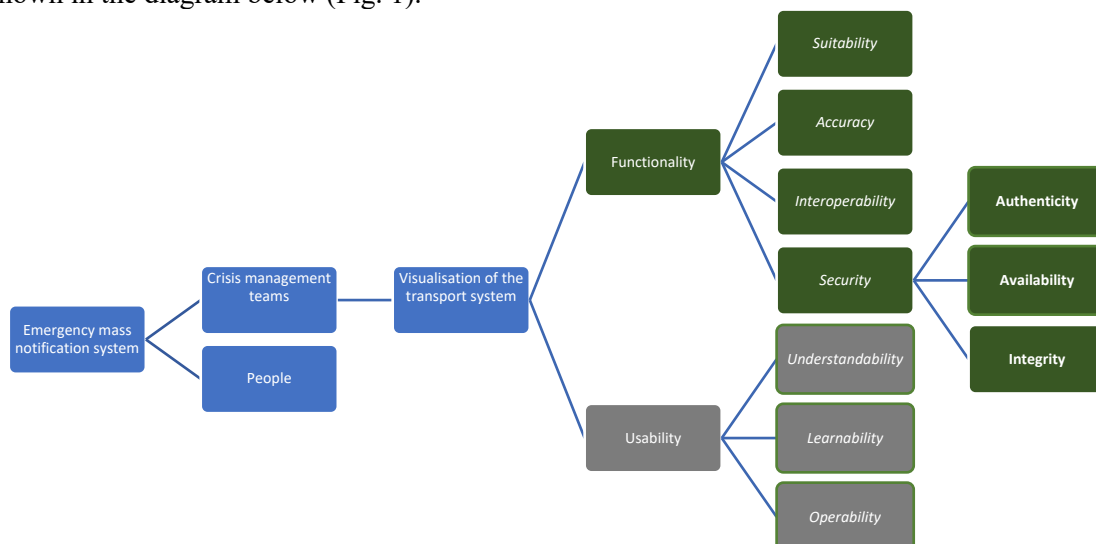 hown in the diagram below (Fig. 1).
Suitability
Accuracy
Functionality
Interoperability
Authenticity
Crisis management
teams
Visualisation of the
transport system
Security
Availability
Emergency mass
notification system
Understandability
Integrity
People
Usability
Learnability
Operability